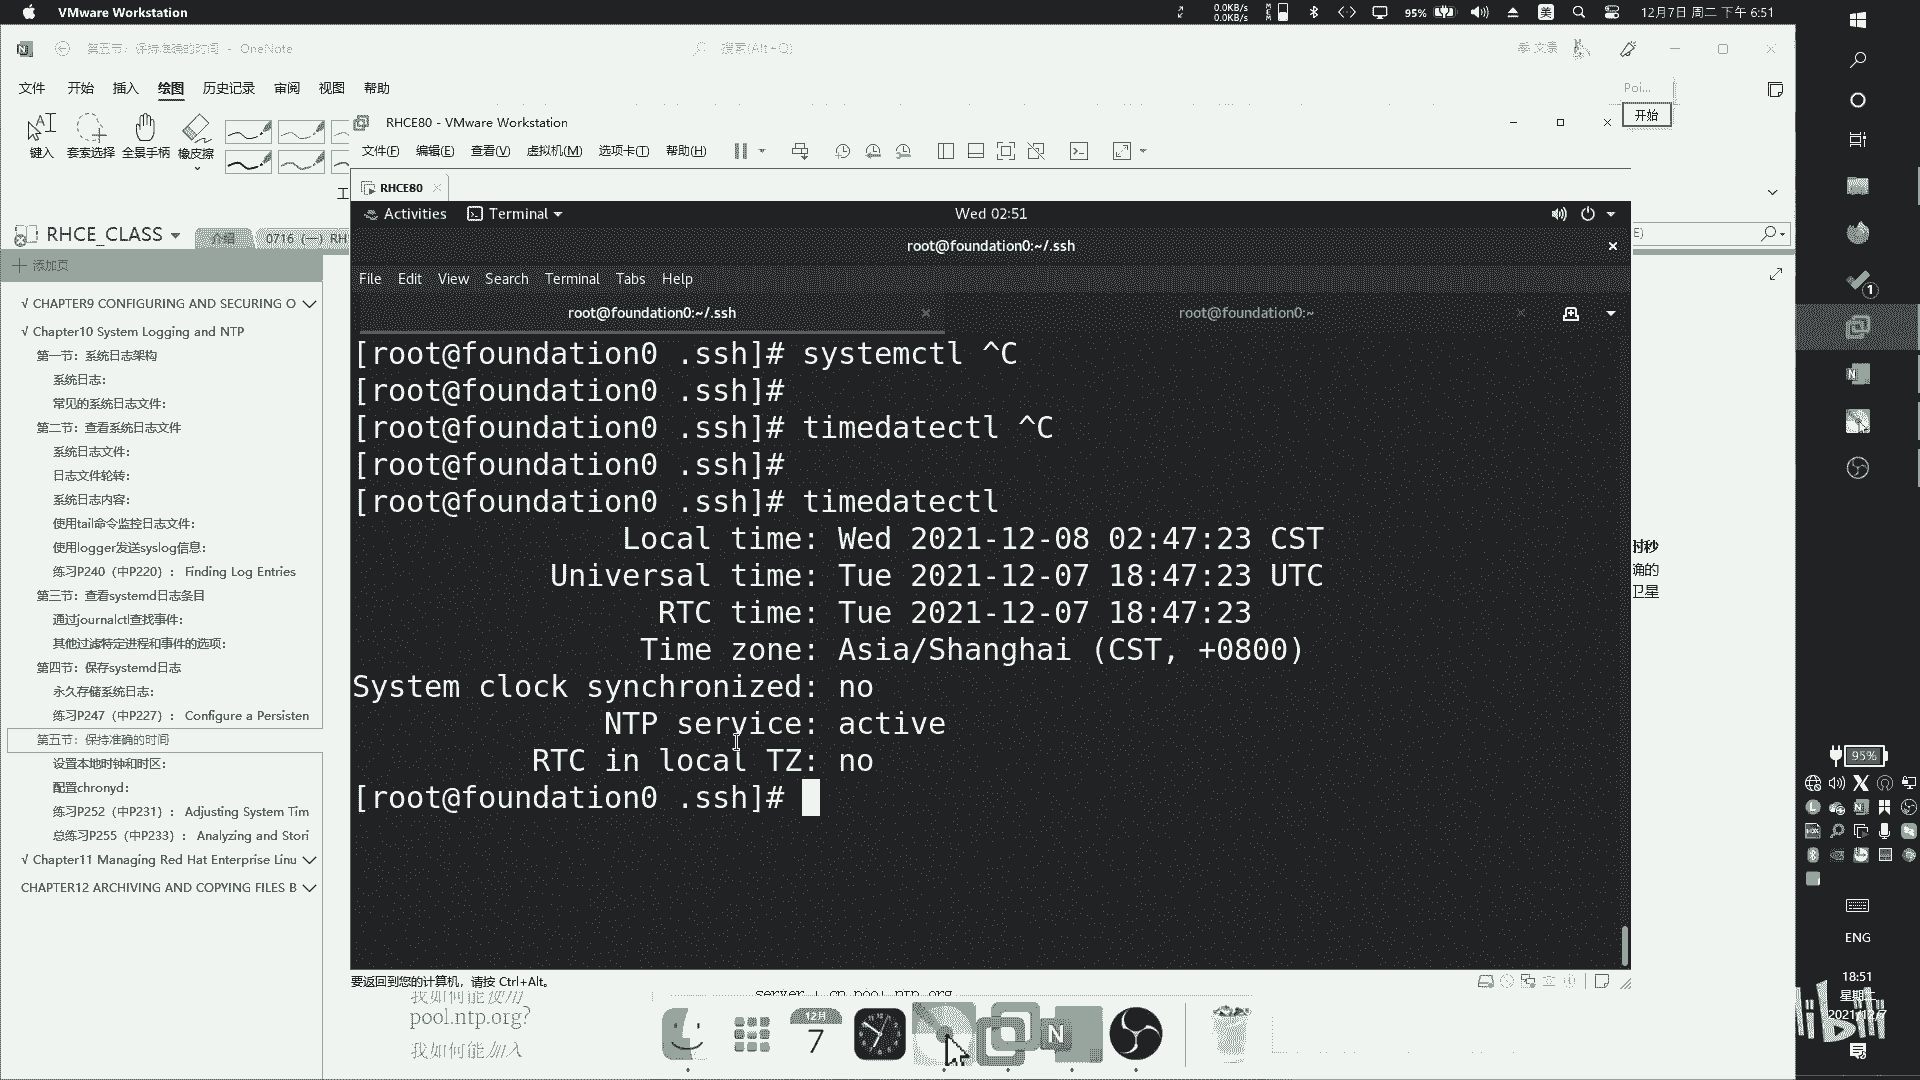 VMware Workstation
0.0KB/s
0.0KB/s
95%
美
12月7日 周二 下午 6:51
第五节：保持准确的时间 - OneNote
搜索(Alt+Q)
文件 开始 插入 绘图 历史记录 审阅 视图 帮助
Poi...
开始
键入 套索选择 全景手柄 橡皮擦
RHCE80 - VMware Workstation
文件(F) 编辑(E) 查看(V) 虚拟机(M) 选项卡(T) 帮助(H)
工
RHCE80
Activities Terminal Wed 02:51
RHCE_CLASS 介绍 0716 (一) RH
root@foundation0:~/.ssh
E)
添加页
File Edit View Search Terminal Tabs Help
root@foundation0:~/.ssh root@foundation0:~
√ CHAPTER9 CONFIGURING AND SECURING O
√ Chapter10 System Logging and NTP
第一节：系统日志架构
系统日志：
常见的系统日志文件：
第二节：查看系统日志文件
系统日志文件：
日志文件轮转：
系统日志内容：
使用tail命令监控日志文件：
使用logger发送syslog信息：
练习P240（中P220）： Finding Log Entries
第三节：查看systemd日志条目
通过journalctl查找事件：
其他过滤特定进程和事件的选项：
第四节：保存systemd日志
永久存储系统日志：
练习P247（中P227）： Configure a Persisten
第五节：保持准确的时间
设置本地时钟和时区：
配置chronyd：
练习P252（中P231）： Adjusting System Tim
总练习P255（中P233）： Analyzing and Stori
√ Chapter11 Managing Red Hat Enterprise Linu
CHAPTER12 ARCHIVING AND COPYING FILES B
[root@foundation0 .ssh]# systemctl ^C
[root@foundation0 .ssh]#
[root@foundation0 .ssh]# timedatectl ^C
[root@foundation0 .ssh]#
[root@foundation0 .ssh]# timedatectl
Local time: Wed 2021-12-08 02:47:23 CST
Universal time: Tue 2021-12-07 18:47:23 UTC
RTC time: Tue 2021-12-07 18:47:23
Time zone: Asia/Shanghai (CST, +0800)
System clock synchronized: no
NTP service: active
RTC in local TZ: no
[root@foundation0 .ssh]#
时秒
确的
卫星
要返回到您的计算机，请按 Ctrl+Alt。
我如何能使用
pool.ntp.org?
我如何能加入
12月
7
N
1
N
95%
ENG
18:51
2021/12/7